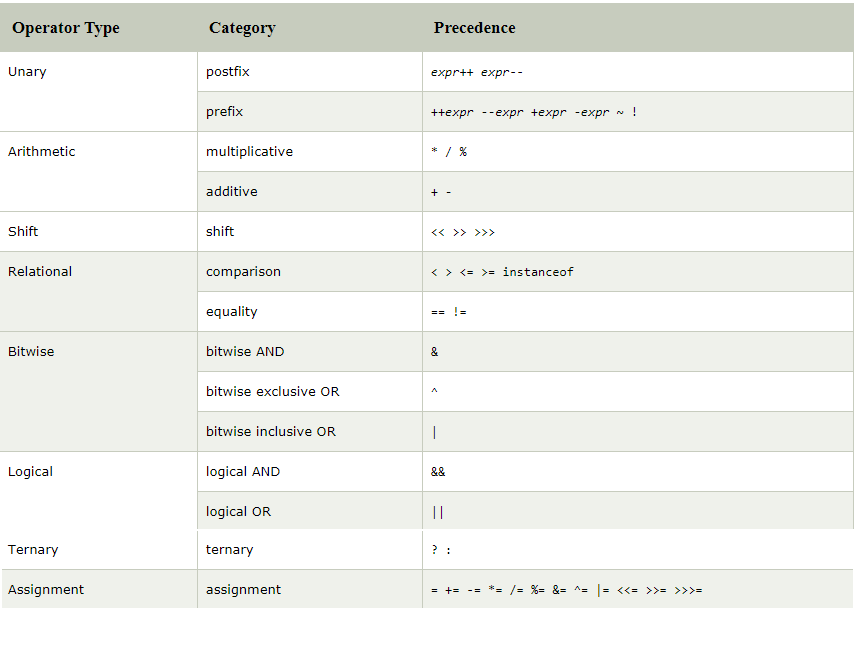 Operator Type Category Precedence
Unary postfix expr++ expr--
prefix ++expr --expr +expr -expr ~ !
Arithmetic multiplicative * / %
additive + -
Shift shift << >> >>>
Relational comparison < > <= >= instanceof
equality == !=
Bitwise bitwise AND &
bitwise exclusive OR ^
bitwise inclusive OR |
Logical logical AND &&
logical OR ||
Ternary ternary ? :
Assignment assignment = += -= *= /= %= &= ^= |= <<= >>= >>>=